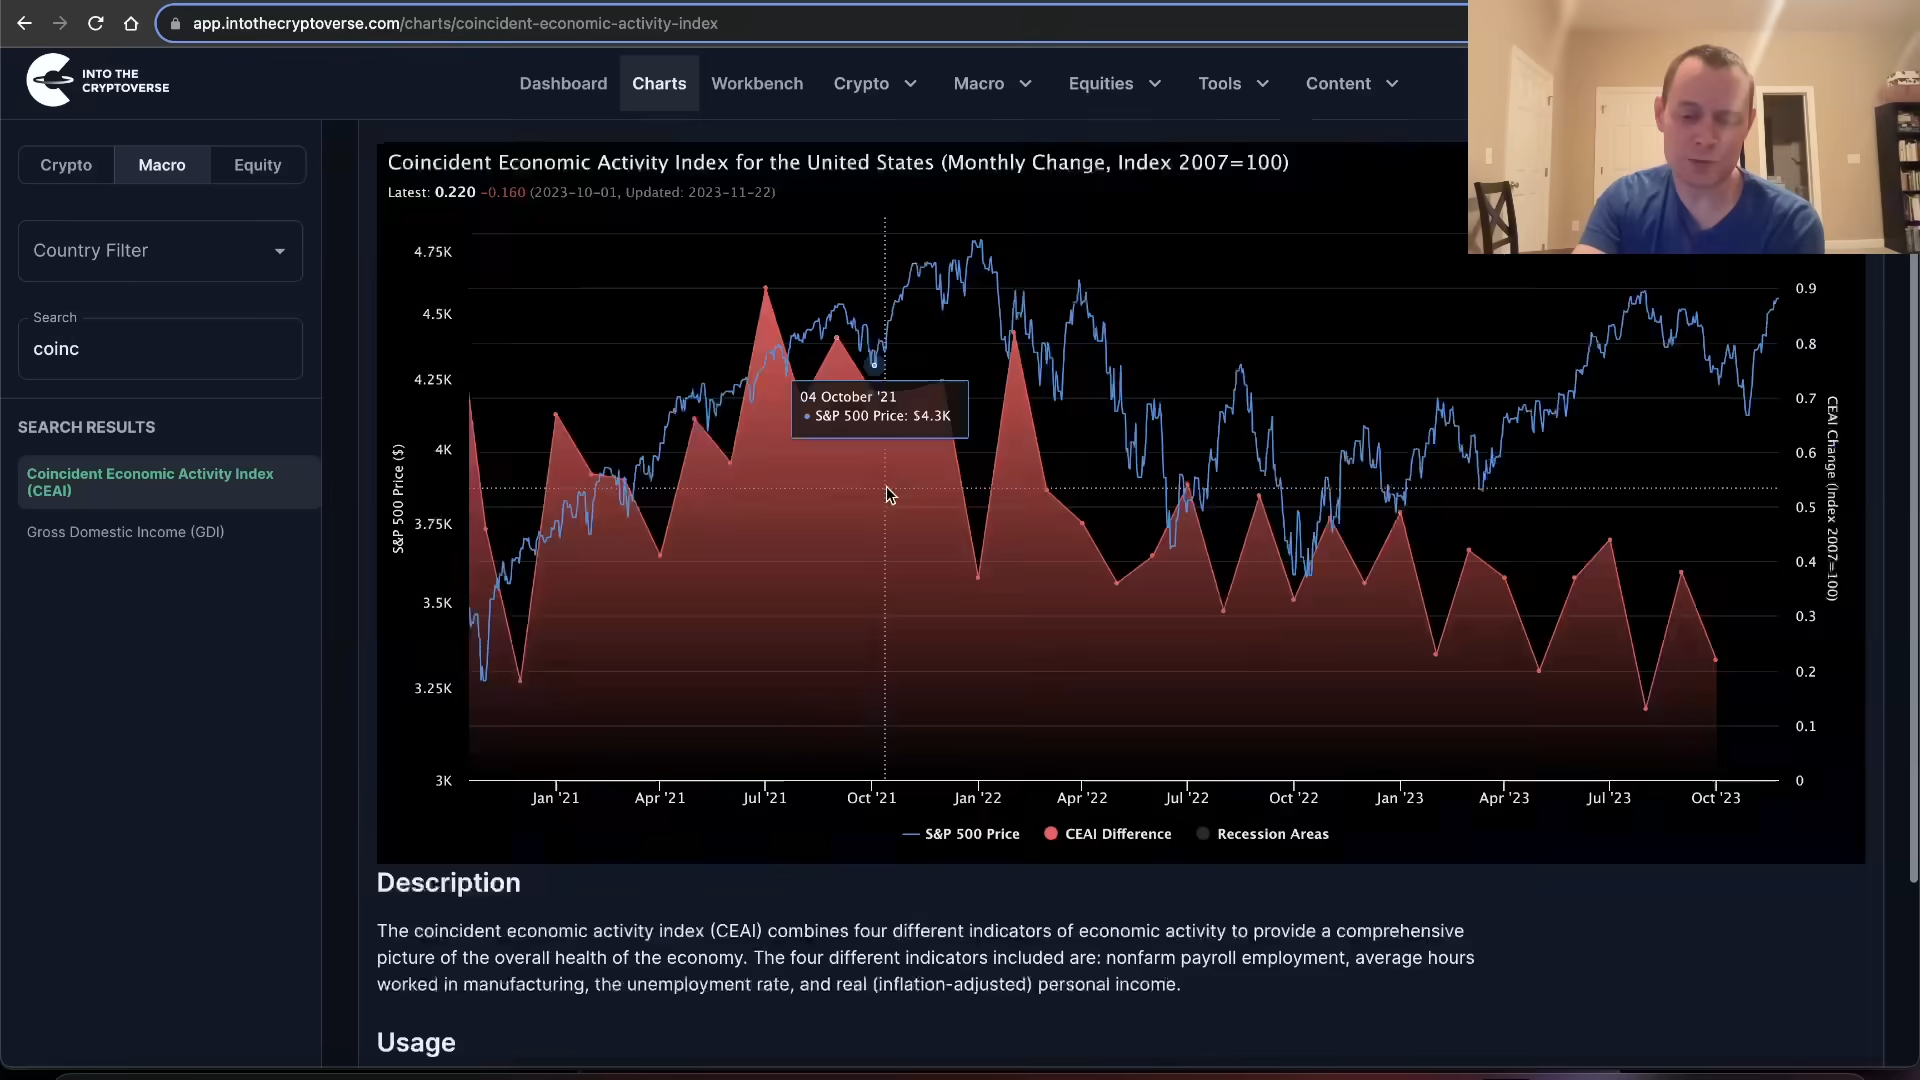 app.intothecryptoverse.com/charts/coincident-economic-activity-index
INTO THE
CRYPTOVERSE
Dashboard Charts Workbench Crypto Macro Equities Tools Content
Crypto Macro Equity
Country Filter
Search
coinc
SEARCH RESULTS
Coincident Economic Activity Index
(CEAI)
Gross Domestic Income (GDI)
Coincident Economic Activity Index for the United States (Monthly Change, Index 2007=100)
Latest: 0.220 -0.160 (2023-10-01, Updated: 2023-11-22)
4.75K
4.5K
4.25K
4K
3.75K
3.5K
3.25K
3K
S&P 500 Price ($)
04 October '21
S&P 500 Price: $4.3K
0.9
0.8
0.7
0.6
0.5
0.4
0.3
0.2
0.1
0
CEAI Change (Index 2007=100)
Jan '21 Apr '21 Jul '21 Oct '21 Jan '22 Apr '22 Jul '22 Oct '22 Jan '23 Apr '23 Jul '23 Oct '23
S&P 500 Price CEAI Difference Recession Areas
Description
The coincident economic activity index (CEAI) combines four different indicators of economic activity to provide a comprehensive
picture of the overall health of the economy. The four different indicators included are: nonfarm payroll employment, average hours
worked in manufacturing, the unemployment rate, and real (inflation-adjusted) personal income.
Usage